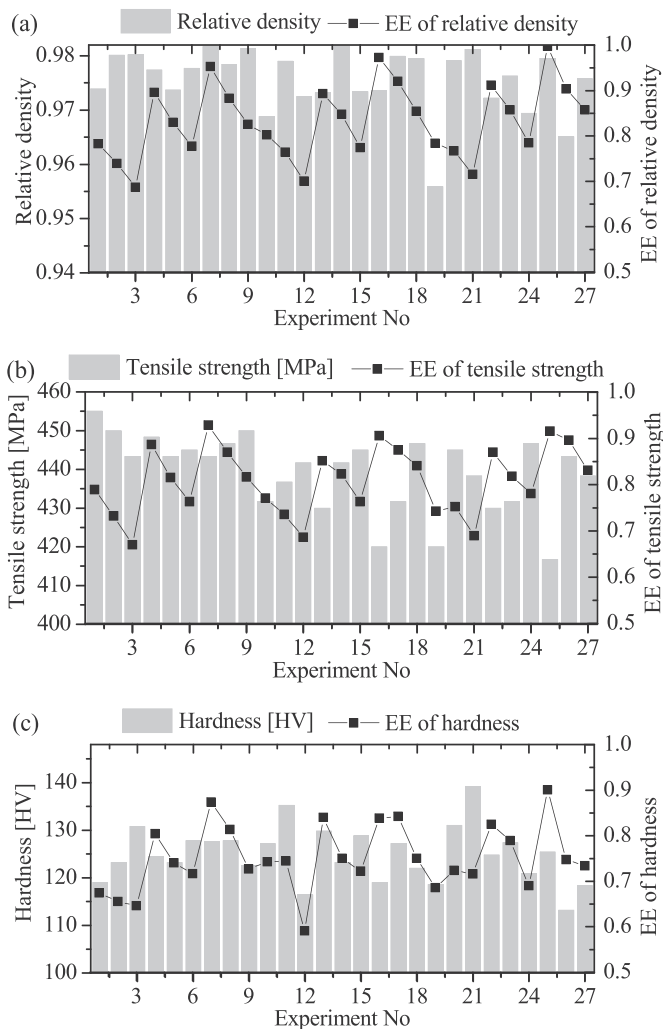 (a) Relative density EE of relative density
Relative density
0.98
0.97
0.96
0.95
0.94
1.0
0.9
0.8
0.7
0.6
0.5
EE of relative density
3 6 9 12 15 18 21 24 27
Experiment No
(b) Tensile strength [MPa] EE of tensile strength
Tensile strength [MPa]
460
450
440
430
420
410
400
1.0
0.9
0.8
0.7
0.6
0.5
EE of tensile strength
3 6 9 12 15 18 21 24 27
Experiment No
(c) Hardness [HV] EE of hardness
Hardness [HV]
140
130
120
110
100
1.0
0.9
0.8
0.7
0.6
0.5
EE of hardness
3 6 9 12 15 18 21 24 27
Experiment No